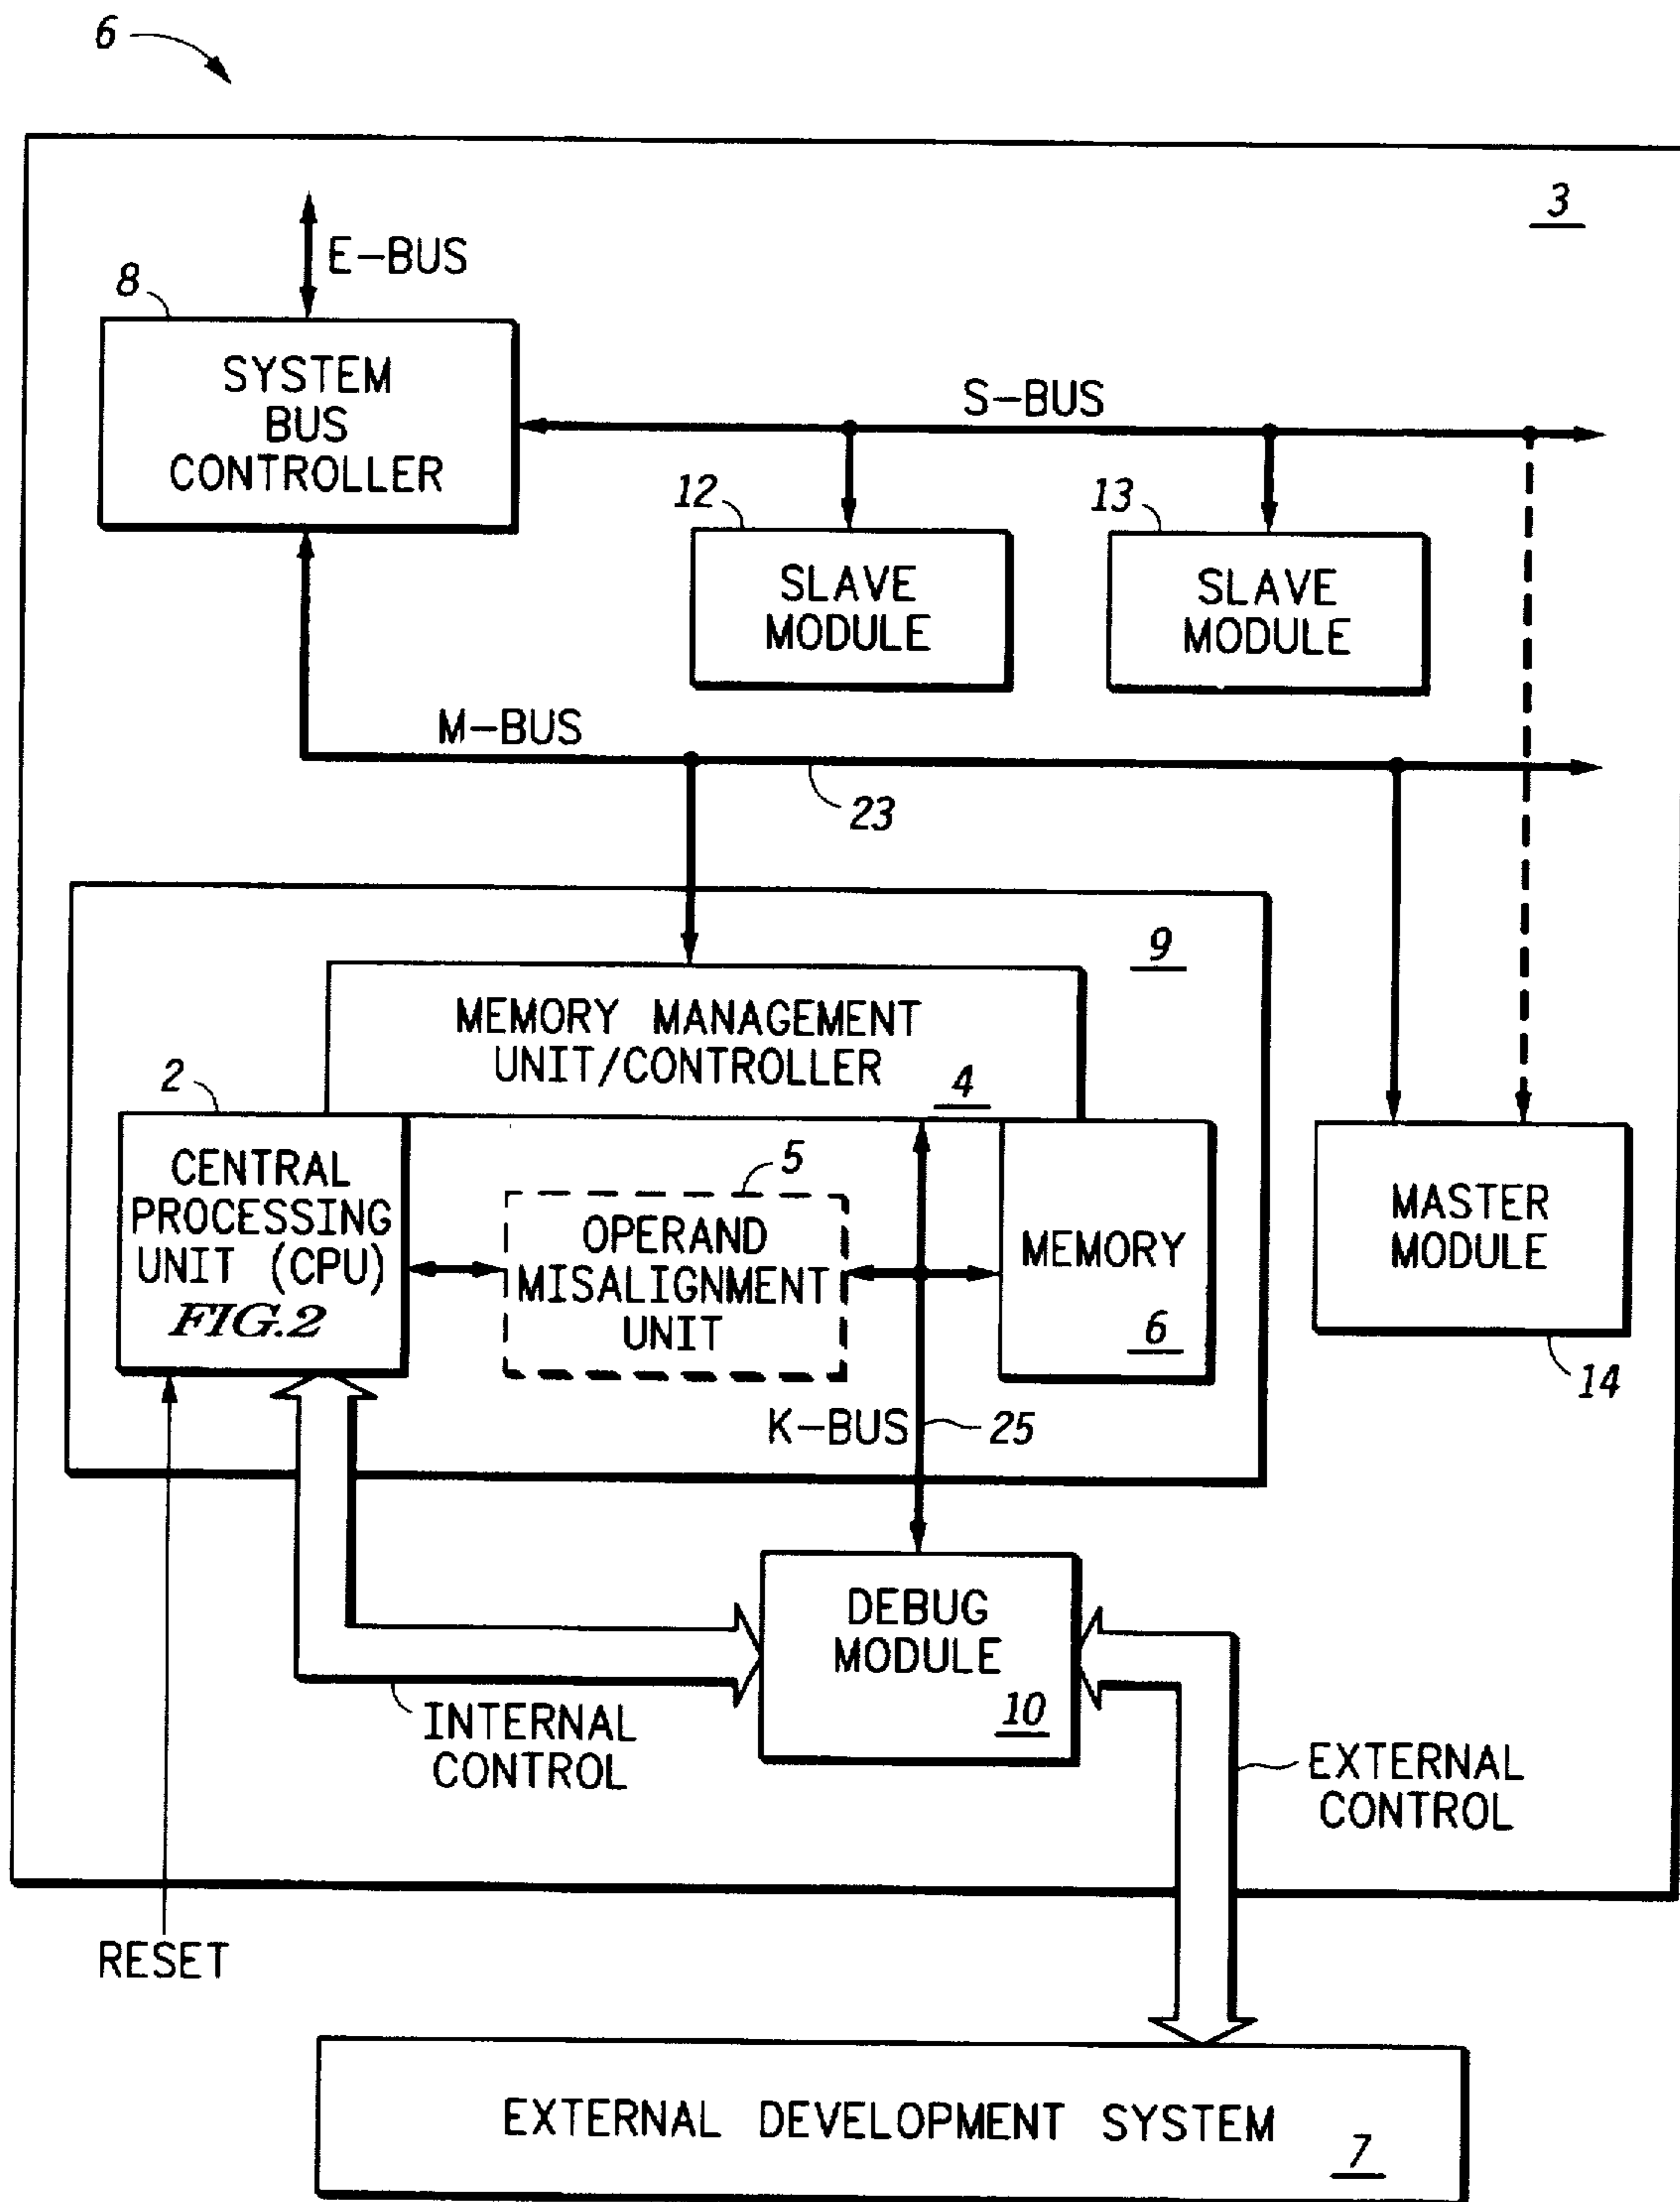 6
3
E-BUS
8
SYSTEM
BUS
CONTROLLER
S-BUS
12
SLAVE
MODULE
13
SLAVE
MODULE
M-BUS
23
9
MEMORY MANAGEMENT
UNIT/CONTROLLER
4
2
CENTRAL
PROCESSING
UNIT (CPU)
FIG.2
5
OPERAND
MISALIGNMENT
UNIT
MEMORY
6
MASTER
MODULE
14
K-BUS
25
DEBUG
MODULE
10
INTERNAL
CONTROL
EXTERNAL
CONTROL
RESET
EXTERNAL DEVELOPMENT SYSTEM
7